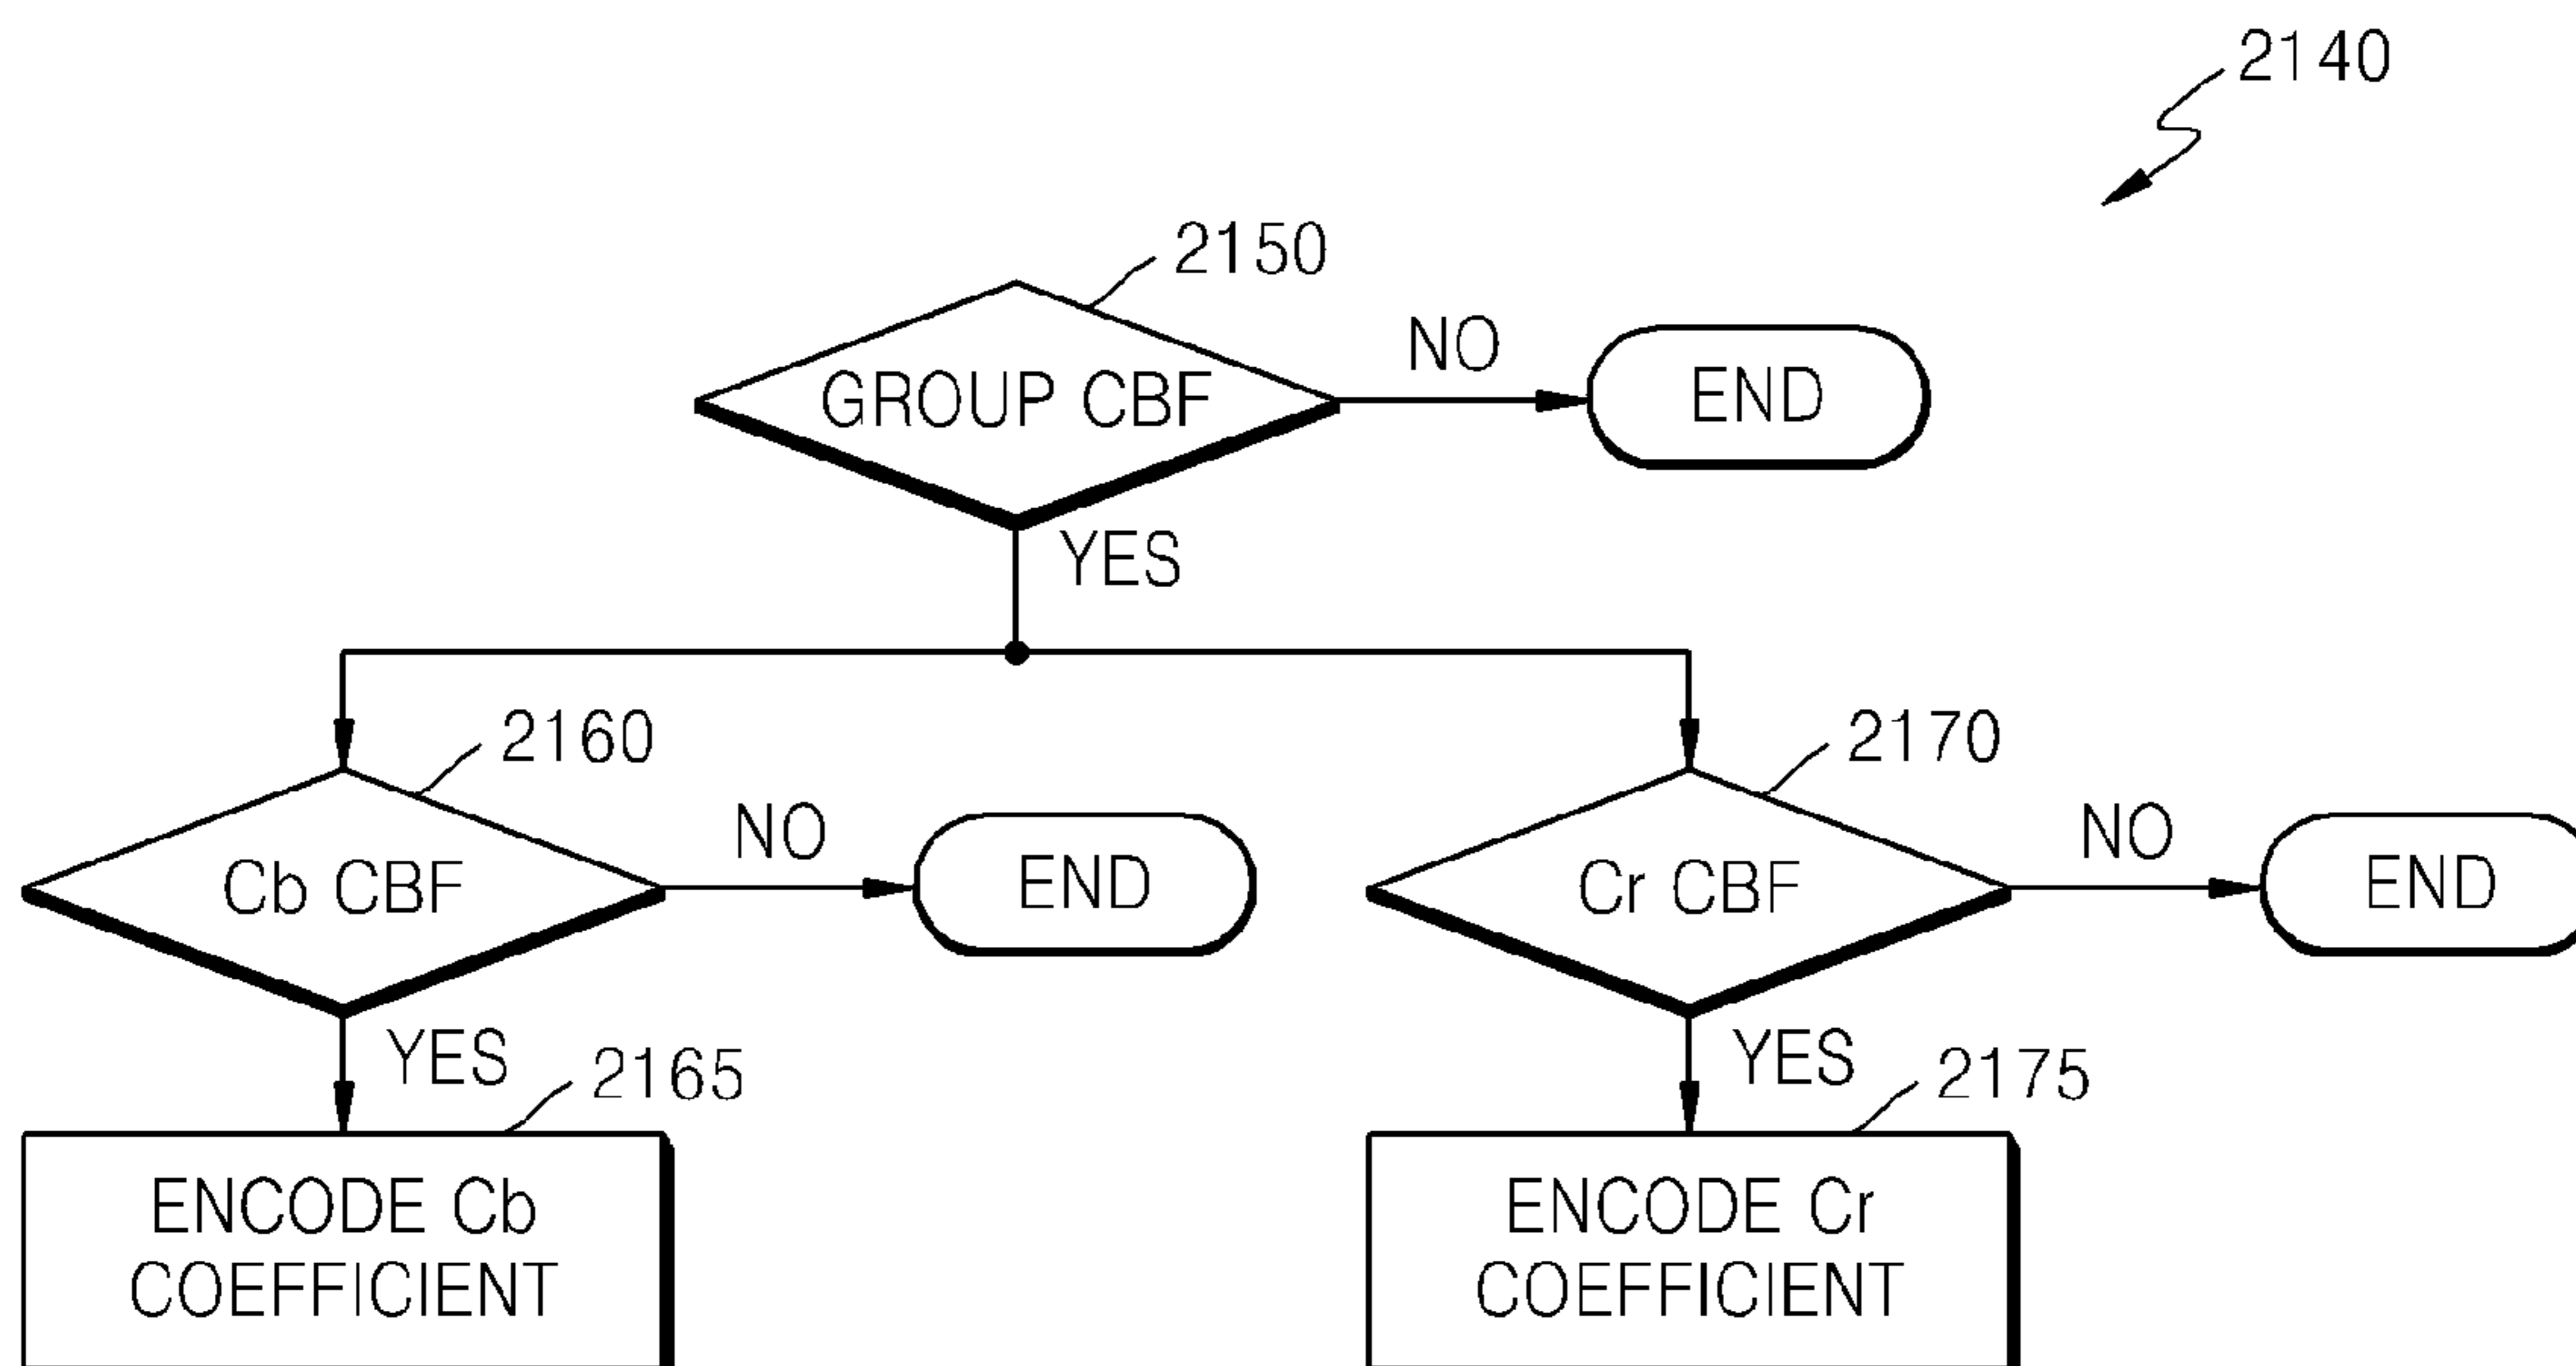 2140
2150
GROUP CBF
NO
END
YES
2160
2170
Cb CBF
NO
END
Cr CBF
NO
END
YES
2165
YES
2175
ENCODE Cb
COEFFICIENT
ENCODE Cr
COEFFICIENT